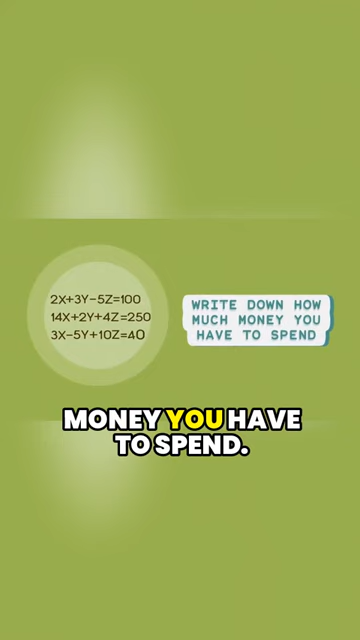 2X+3Y−5Z=100
14X+2Y+4Z=250
3X−5Y+10Z=40
WRITE DOWN HOW
MUCH MONEY YOU
HAVE TO SPEND
MONEY YOU HAVE
TO SPEND.